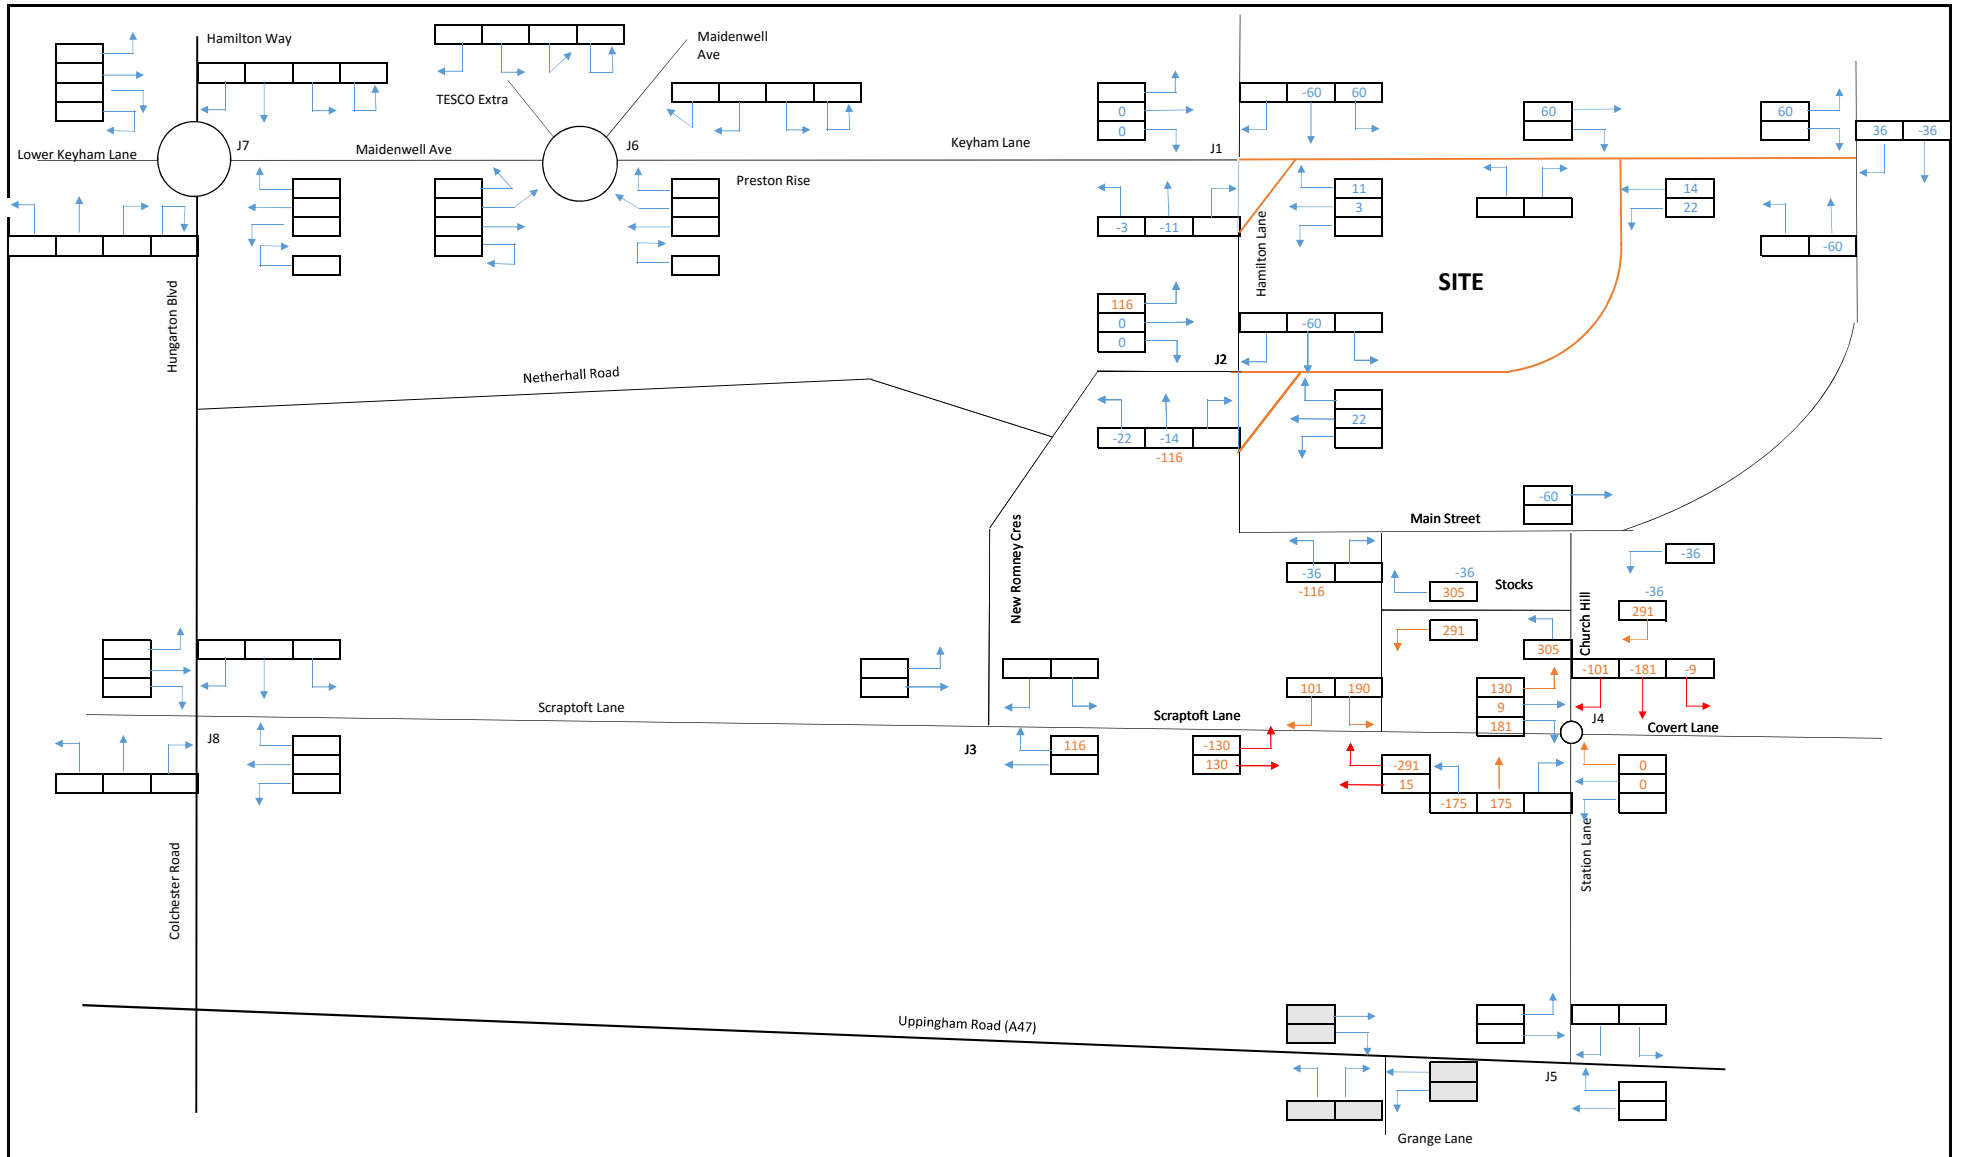 Hamilton Way
Maidenwell
Ave
TESCO Extra
-60 60
0
0
60
60
36 -36
J7
J6
Keyham Lane
J1
Lower Keyham Lane
Maidenwell Ave
Preston Rise
11
3
14
22
-3 -11
-60
Hamilton Lane
SITE
Hungarton Blvd
116
0
0
-60
J2
Netherhall Road
22
-22 -14
-116
-60
Main Street
New Romney Cres
-36
-116
-36
305
Stocks
-36
-36
291
291
Church Hill
305
-101 -181 -9
101 190
130
9
181
Scraptoft Lane
Scraptoft Lane
J4
Covert Lane
J8
J3
116
-130
130
-291
15
-175 175
0
0
Station Lane
Colchester Road
Uppingham Road (A47)
J5
Grange Lane